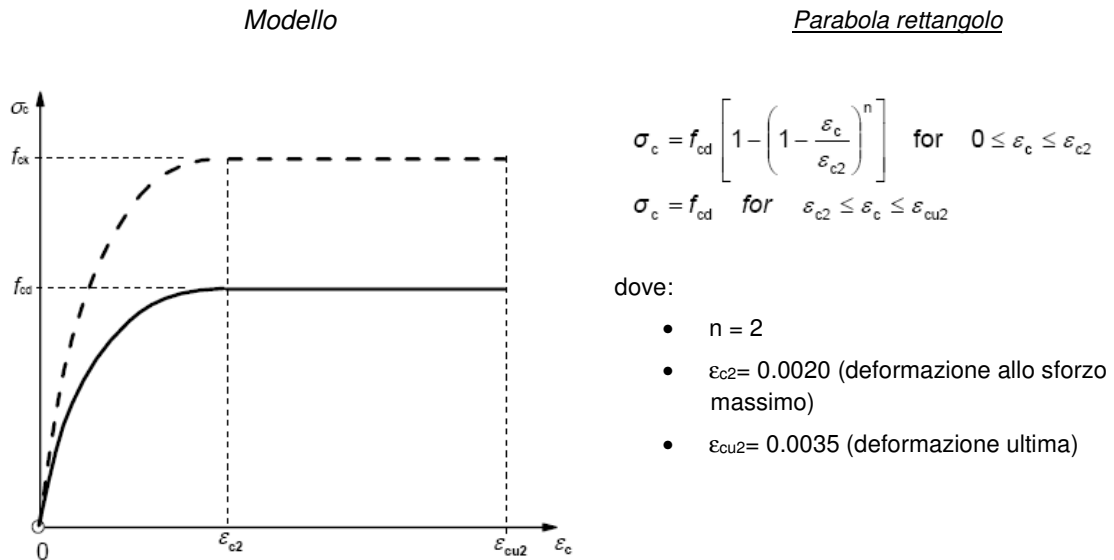 Modello
Parabola rettangolo
σc
fck
fcd
0
εc2
εcu2
εc
σc = fcd [1 − (1 − εc/εc2)^n] for 0 ≤ εc ≤ εc2
σc = fcd for εc2 ≤ εc ≤ εcu2
dove:
• n = 2
• εc2= 0.0020 (deformazione allo sforzo
massimo)
• εcu2= 0.0035 (deformazione ultima)